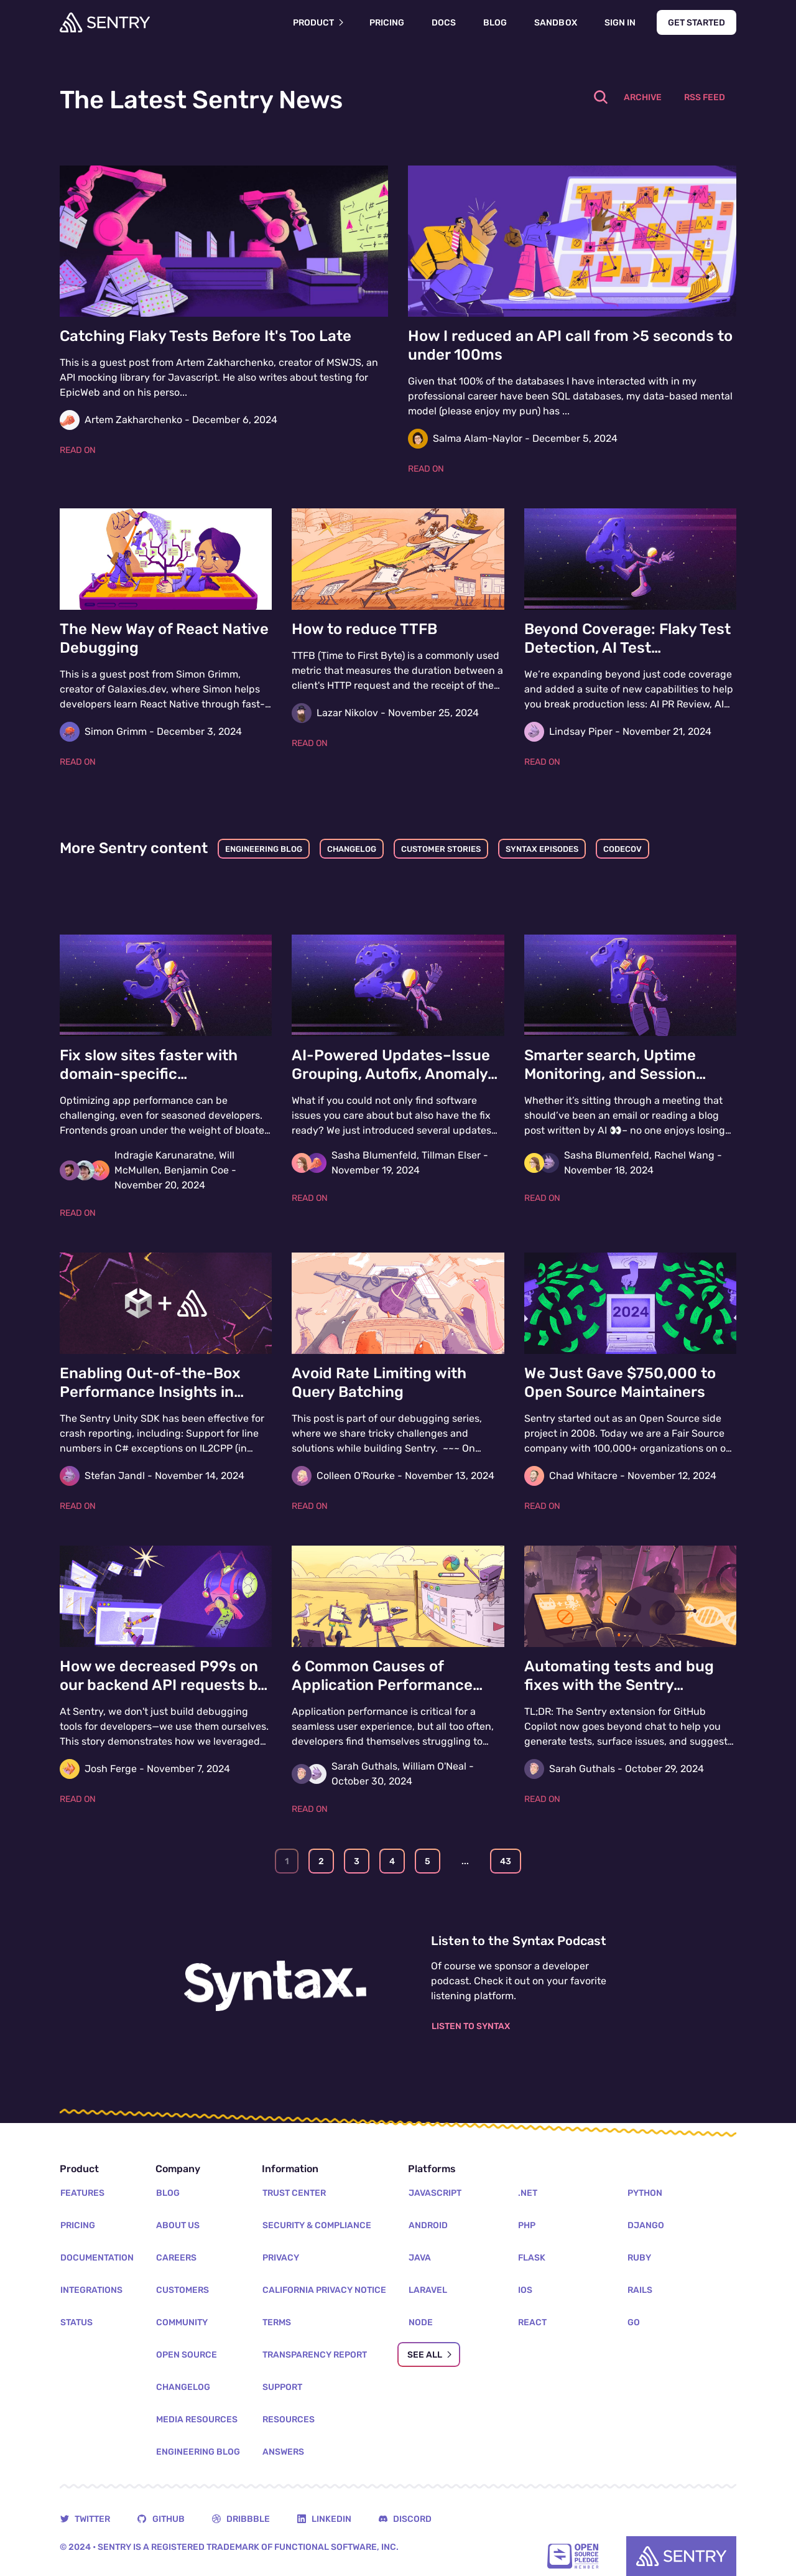 SENTRY
PRODUCT
PRICING
DOCS
BLOG
SANDBOX
SIGN IN
GET STARTED
The Latest Sentry News
ARCHIVE
RSS FEED
Catching Flaky Tests Before It's Too Late
This is a guest post from Artem Zakharchenko, creator of MSWJS, an
API mocking library for Javascript. He also writes about testing for
EpicWeb and on his perso...
Artem Zakharchenko - December 6, 2024
READ ON
How I reduced an API call from >5 seconds to
under 100ms
Given that 100% of the databases I have interacted with in my
professional career have been SQL databases, my data-based mental
model (please enjoy my pun) has ...
Salma Alam-Naylor - December 5, 2024
READ ON
The New Way of React Native
Debugging
This is a guest post from Simon Grimm,
creator of Galaxies.dev, where Simon helps
developers learn React Native through fast-…
Simon Grimm - December 3, 2024
READ ON
How to reduce TTFB
TTFB (Time to First Byte) is a commonly used
metric that measures the duration between a
client's HTTP request and the receipt of the…
Lazar Nikolov - November 25, 2024
READ ON
4
Beyond Coverage: Flaky Test
Detection, AI Test…
We're expanding beyond just code coverage
and added a suite of new capabilities to help
you break production less: AI PR Review, AI…
Lindsay Piper - November 21, 2024
READ ON
More Sentry content
ENGINEERING BLOG
CHANGELOG
CUSTOMER STORIES
SYNTAX EPISODES
CODECOV
3
Fix slow sites faster with
domain-specific…
Optimizing app performance can be
challenging, even for seasoned developers.
Frontends groan under the weight of bloate…
Indragie Karunaratne, Will
McMullen, Benjamin Coe -
November 20, 2024
READ ON
2
AI-Powered Updates–Issue
Grouping, Autofix, Anomaly…
What if you could not only find software
issues you care about but also have the fix
ready? We just introduced several updates…
Sasha Blumenfeld, Tillman Elser -
November 19, 2024
READ ON
1
Smarter search, Uptime
Monitoring, and Session…
Whether it's sitting through a meeting that
should've been an email or reading a blog
post written by AI 👀– no one enjoys losing…
Sasha Blumenfeld, Rachel Wang -
November 18, 2024
READ ON
+
Enabling Out-of-the-Box
Performance Insights in…
The Sentry Unity SDK has been effective for
crash reporting, including: Support for line
numbers in C# exceptions on IL2CPP (in…
Stefan Jandl - November 14, 2024
READ ON
Avoid Rate Limiting with
Query Batching
This post is part of our debugging series,
where we share tricky challenges and
solutions while building Sentry. ––– On…
Colleen O'Rourke - November 13, 2024
READ ON
2024
We Just Gave $750,000 to
Open Source Maintainers
Sentry started out as an Open Source side
project in 2008. Today we are a Fair Source
company with 100,000+ organizations on o…
Chad Whitacre - November 12, 2024
READ ON
How we decreased P99s on
our backend API requests b…
At Sentry, we don't just build debugging
tools for developers—we use them ourselves.
This story demonstrates how we leveraged…
Josh Ferge - November 7, 2024
READ ON
6 Common Causes of
Application Performance…
Application performance is critical for a
seamless user experience, but all too often,
developers find themselves struggling to…
Sarah Guthals, William O'Neal -
October 30, 2024
READ ON
Automating tests and bug
fixes with the Sentry…
TL;DR: The Sentry extension for GitHub
Copilot now goes beyond chat to help you
generate tests, surface issues, and suggest…
Sarah Guthals - October 29, 2024
READ ON
1
2
3
4
5
...
43
Syntax.
Listen to the Syntax Podcast
Of course we sponsor a developer
podcast. Check it out on your favorite
listening platform.
LISTEN TO SYNTAX
Product
FEATURES
PRICING
DOCUMENTATION
INTEGRATIONS
STATUS
Company
BLOG
ABOUT US
CAREERS
CUSTOMERS
COMMUNITY
OPEN SOURCE
CHANGELOG
MEDIA RESOURCES
ENGINEERING BLOG
Information
TRUST CENTER
SECURITY & COMPLIANCE
PRIVACY
CALIFORNIA PRIVACY NOTICE
TERMS
TRANSPARENCY REPORT
SUPPORT
RESOURCES
ANSWERS
Platforms
JAVASCRIPT
ANDROID
JAVA
LARAVEL
NODE
SEE ALL
.NET
PHP
FLASK
IOS
REACT
PYTHON
DJANGO
RUBY
RAILS
GO
TWITTER
GITHUB
DRIBBBLE
LINKEDIN
DISCORD
© 2024 • SENTRY IS A REGISTERED TRADEMARK OF FUNCTIONAL SOFTWARE, INC.
OPEN
SOURCE
PLEDGE
MEMBER
SENTRY